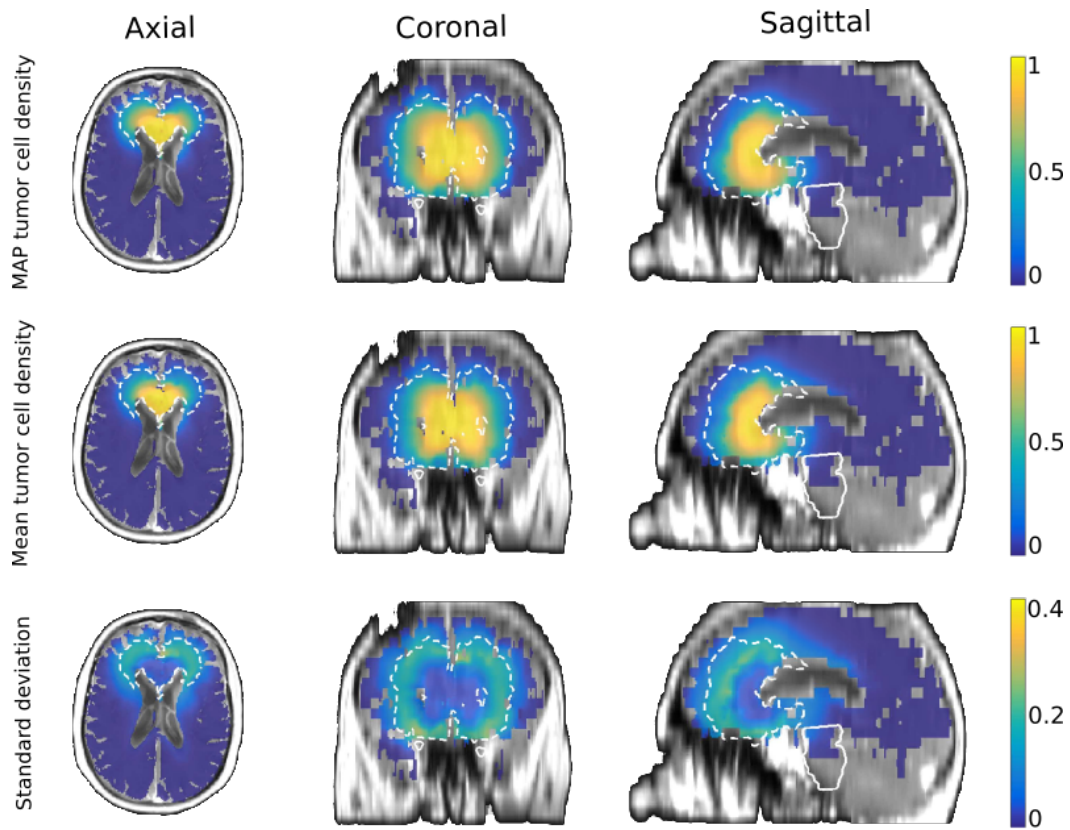 Axial
Coronal
Sagittal
MAP tumor cell density
1
0.5
0
Mean tumor cell density
1
0.5
0
Standard deviation
0.4
0.2
0